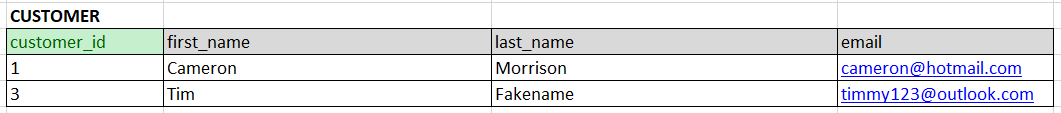 CUSTOMER
customer_id first_name last_name email
1 Cameron Morrison cameron@hotmail.com
3 Tim Fakename timmy123@outlook.com